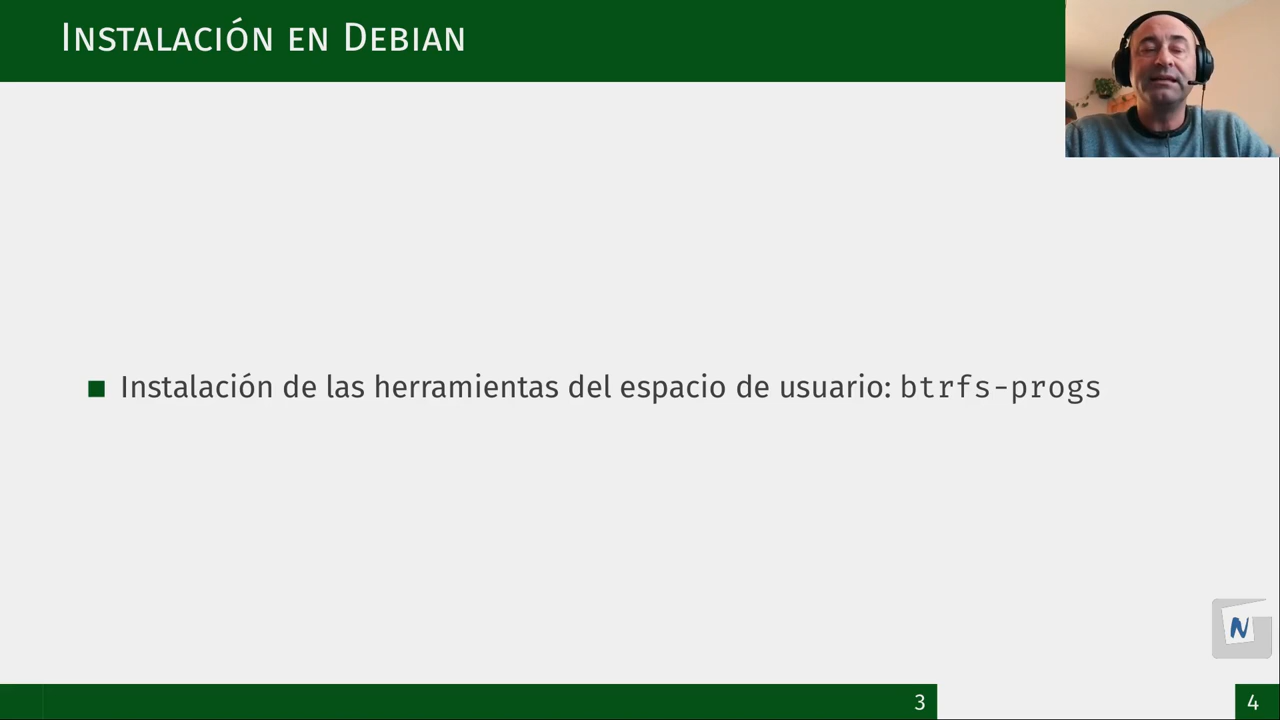 Instalación en Debian
Instalación de las herramientas del espacio de usuario: btrfs-progs
N
3
4